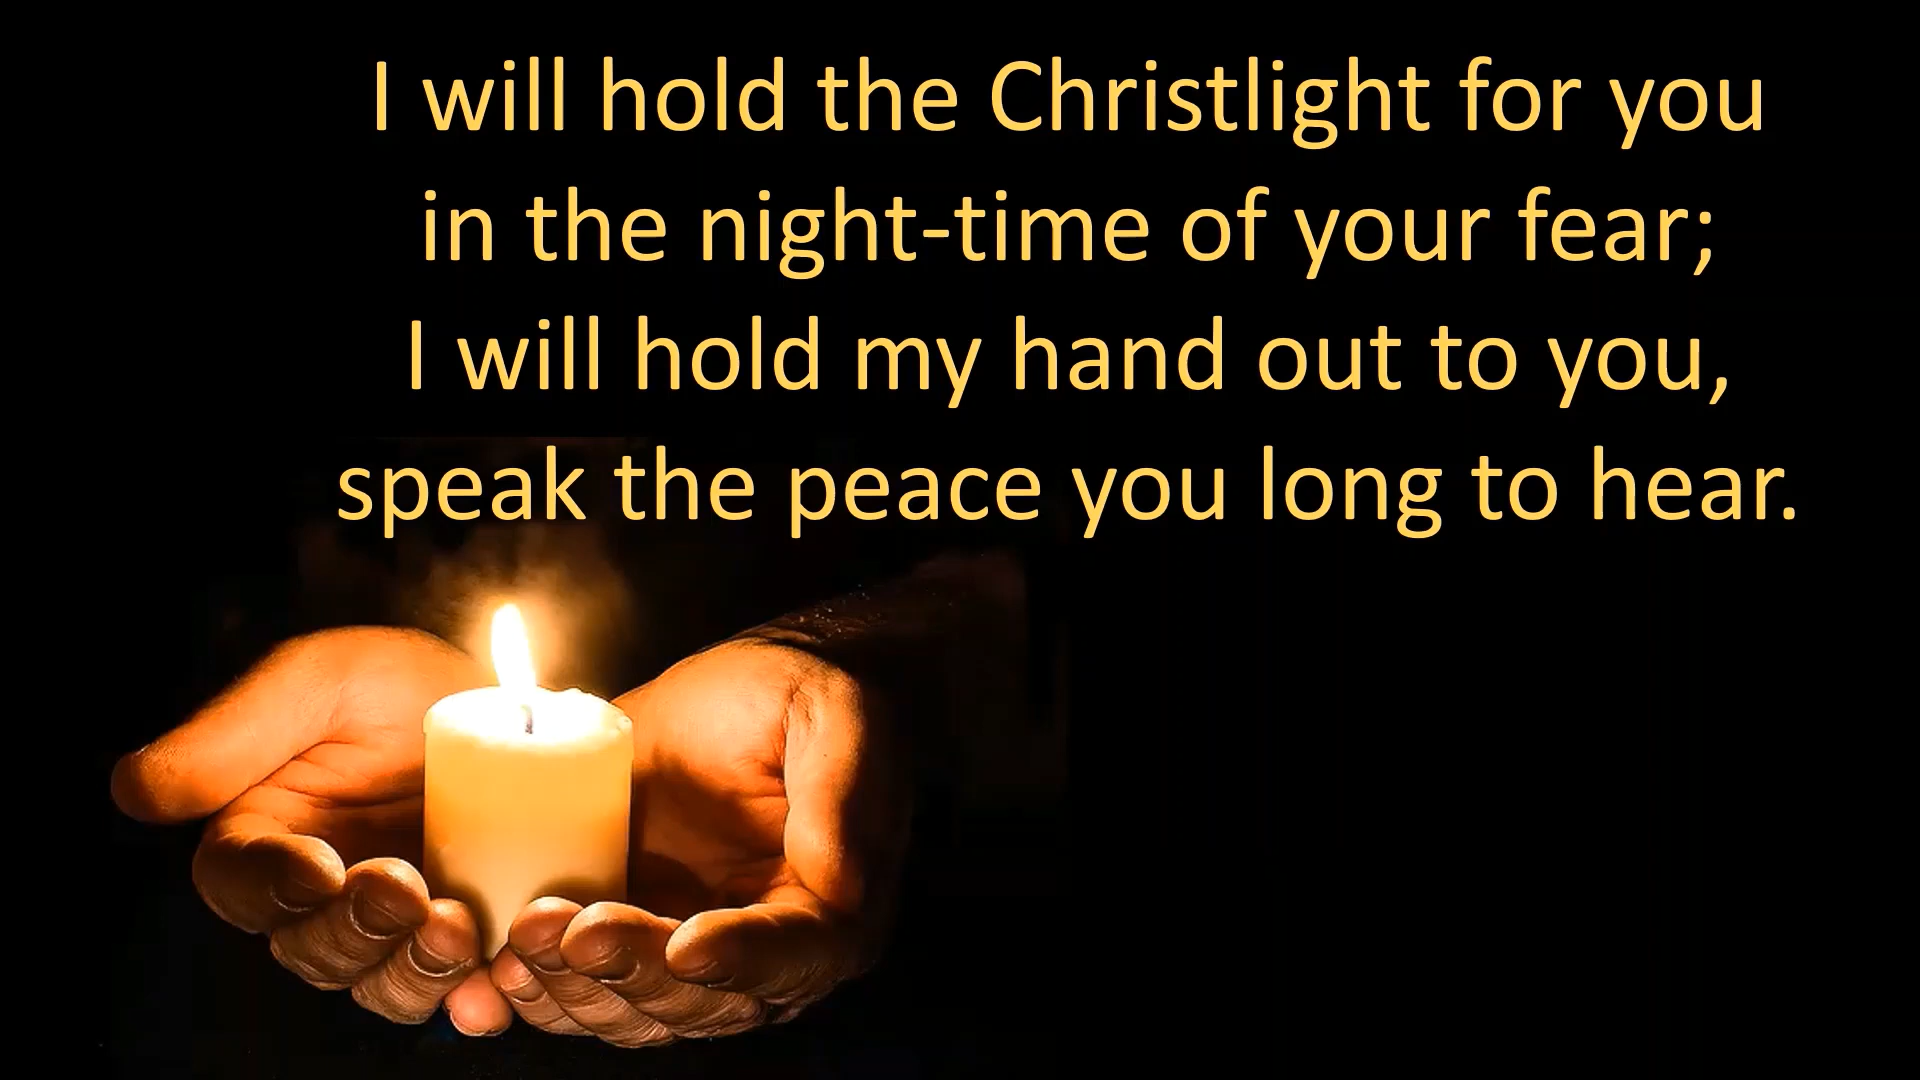 I will hold the Christlight for you
in the night-time of your fear;
I will hold my hand out to you,
speak the peace you long to hear.